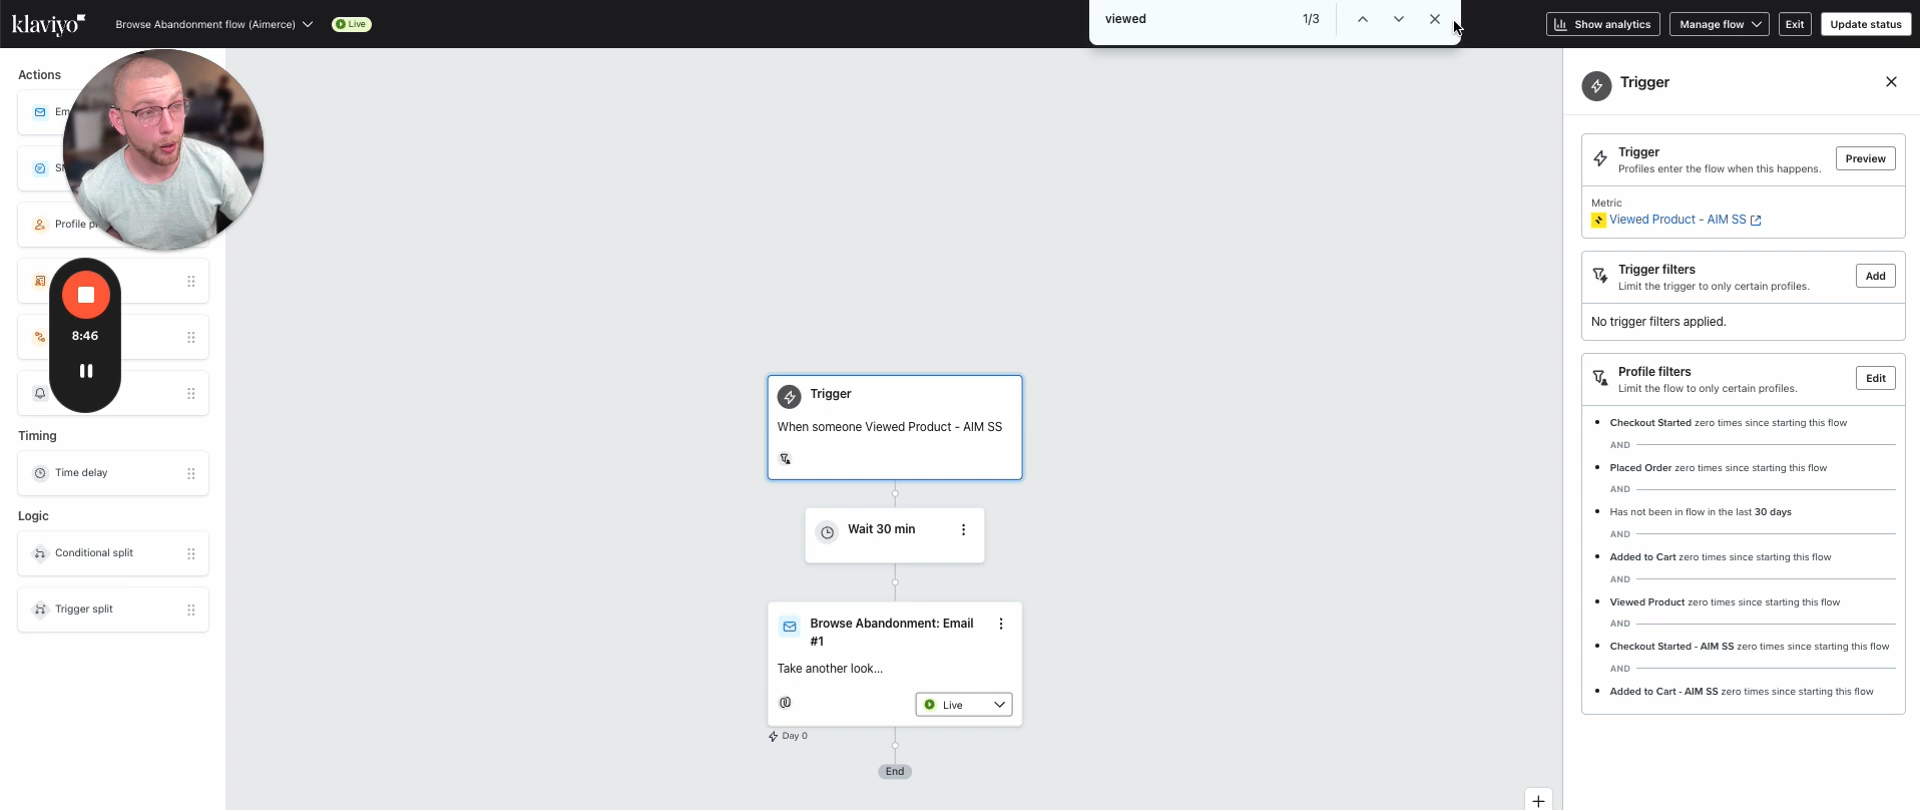 klaviyo
Browse Abandonment flow (Aimerce)
Live
viewed
1/3
Show analytics
Manage flow
Exit
Update status
Actions
Profile
8:46
Timing
Time delay
Logic
Conditional split
Trigger split
Trigger
When someone Viewed Product - AIM SS
Wait 30 min
Browse Abandonment: Email
#1
Take another look...
Live
Day 0
End
Trigger
Trigger
Profiles enter the flow when this happens.
Preview
Metric
Viewed Product - AIM SS
Trigger filters
Limit the trigger to only certain profiles.
Add
No trigger filters applied.
Profile filters
Limit the flow to only certain profiles.
Edit
Checkout Started zero times since starting this flow
AND
Placed Order zero times since starting this flow
AND
Has not been in flow in the last 30 days
AND
Added to Cart zero times since starting this flow
AND
Viewed Product zero times since starting this flow
AND
Checkout Started - AIM SS zero times since starting this flow
AND
Added to Cart - AIM SS zero times since starting this flow